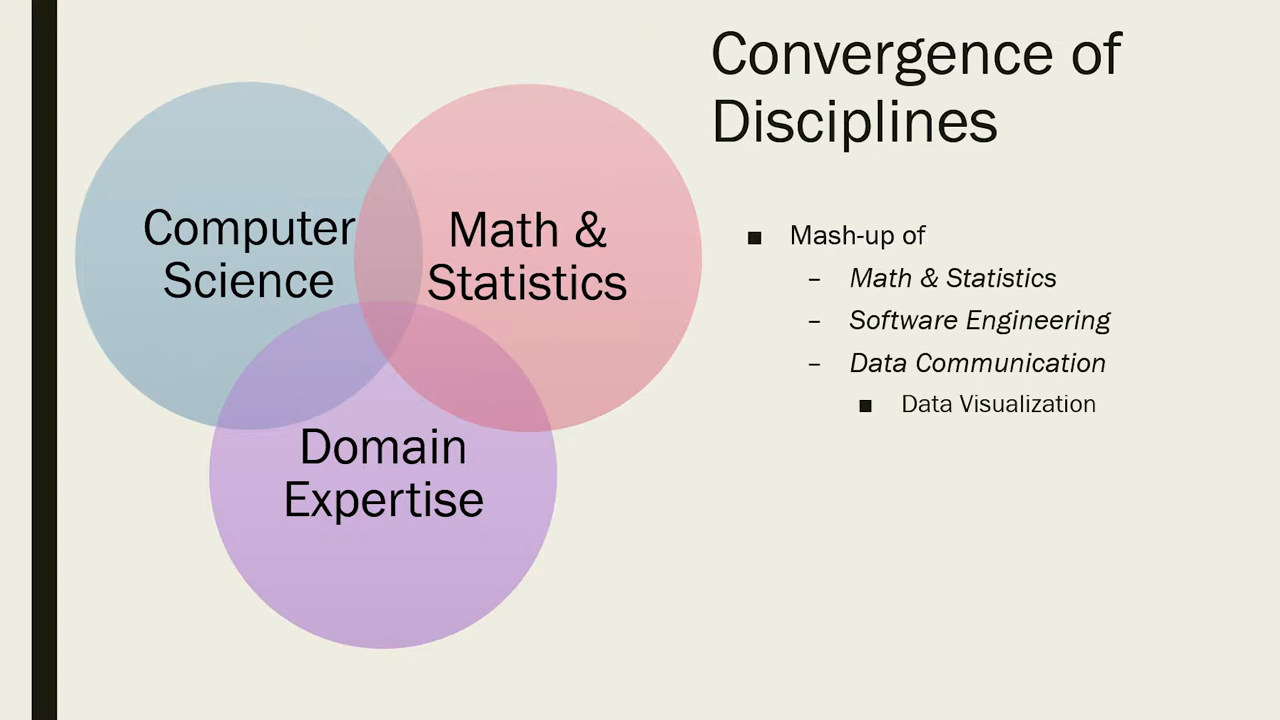 Convergence of
Disciplines
Computer
Science
Math &
Statistics
Domain
Expertise
■ Mash-up of
– Math & Statistics
– Software Engineering
– Data Communication
■ Data Visualization